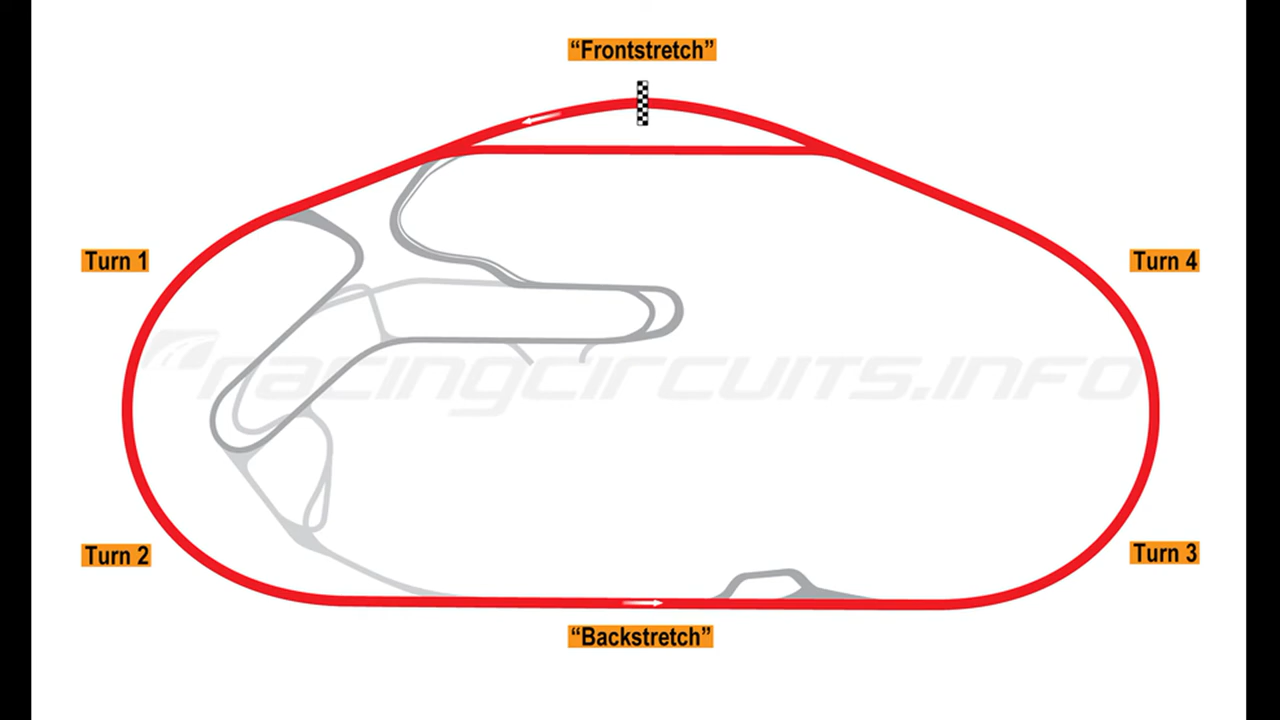 “Frontstretch”
Turn 1
Turn 4
racingcircuits.info
Turn 2
Turn 3
“Backstretch”